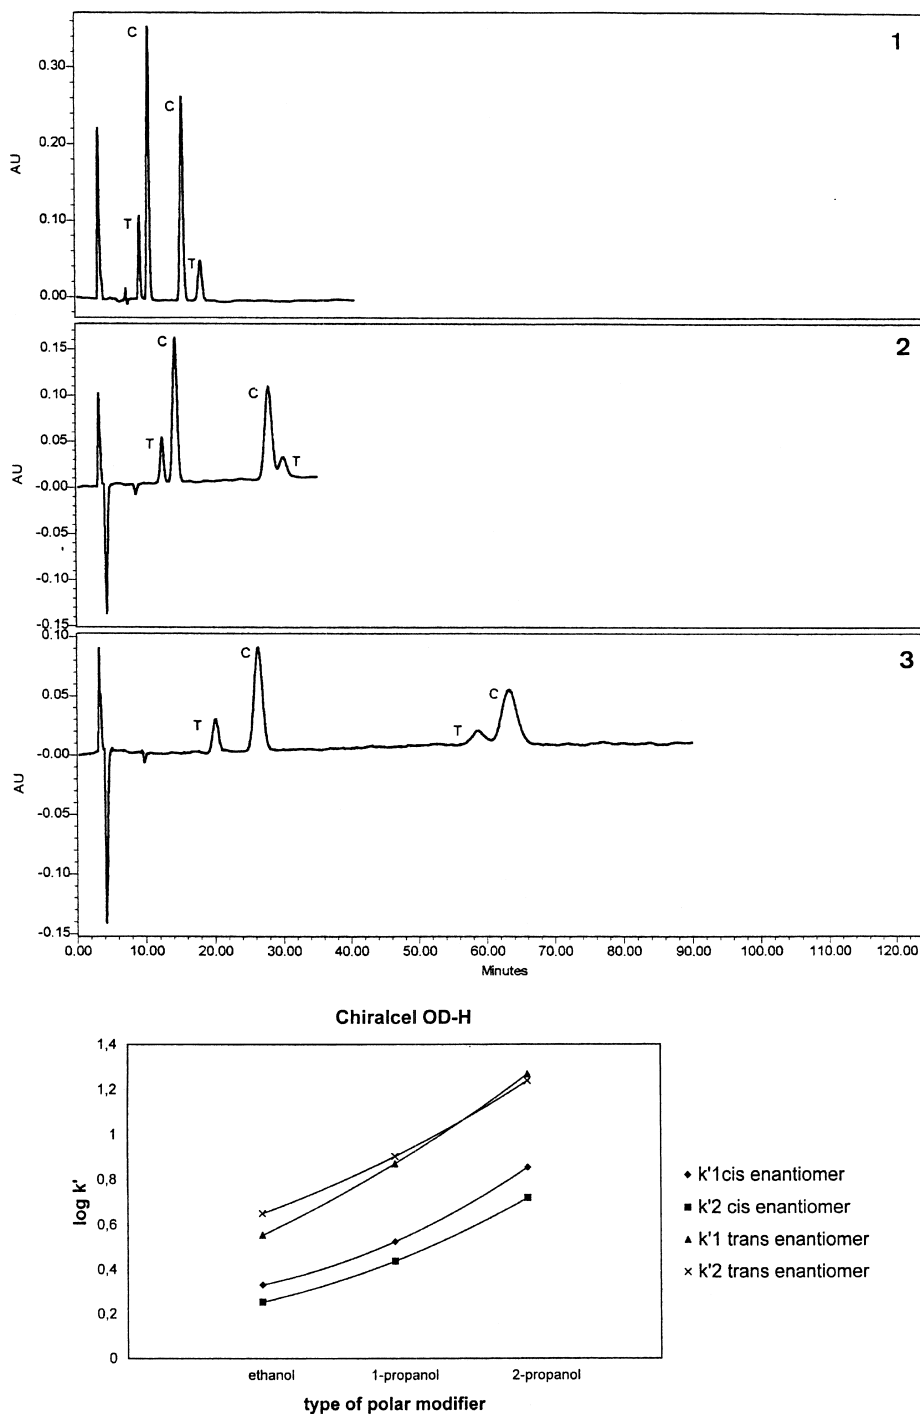 1
C
C
T
T
AU
0.30
0.20
0.10
0.00
2
C
C
T
T
AU
0.15
0.10
0.05
-0.00
-0.05
-0.10
-0.15
3
C
C
T
T
AU
0.10
0.05
-0.00
-0.05
-0.10
-0.15
0.00 10.00 20.00 30.00 40.00 50.00 60.00 70.00 80.00 90.00 100.00 110.00 120.00
Minutes
Chiralcel OD-H
log k'
1,4
1,2
1
0,8
0,6
0,4
0,2
0
ethanol 1-propanol 2-propanol
type of polar modifier
k'1cis enantiomer
k'2 cis enantiomer
k'1 trans enantiomer
k'2 trans enantiomer